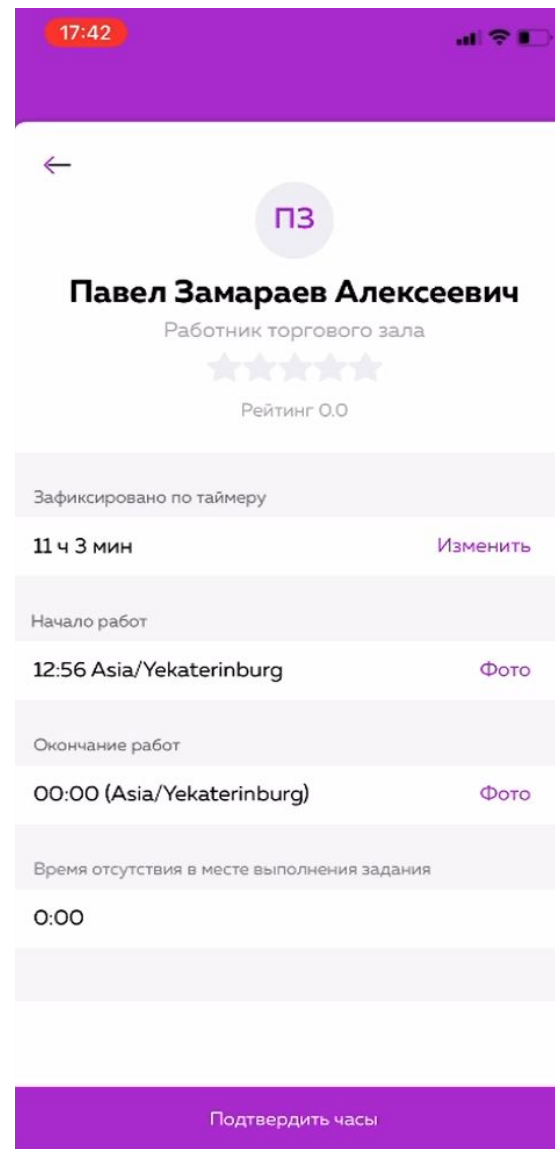 17:42
ПЗ
Павел Замараев Алексеевич
Работник торгового зала
Рейтинг 0.0
Зафиксировано по таймеру
11 ч 3 мин Изменить
Начало работ
12:56 Asia/Yekaterinburg Фото
Окончание работ
00:00 (Asia/Yekaterinburg) Фото
Время отсутствия в месте выполнения задания
0:00
Подтвердить часы